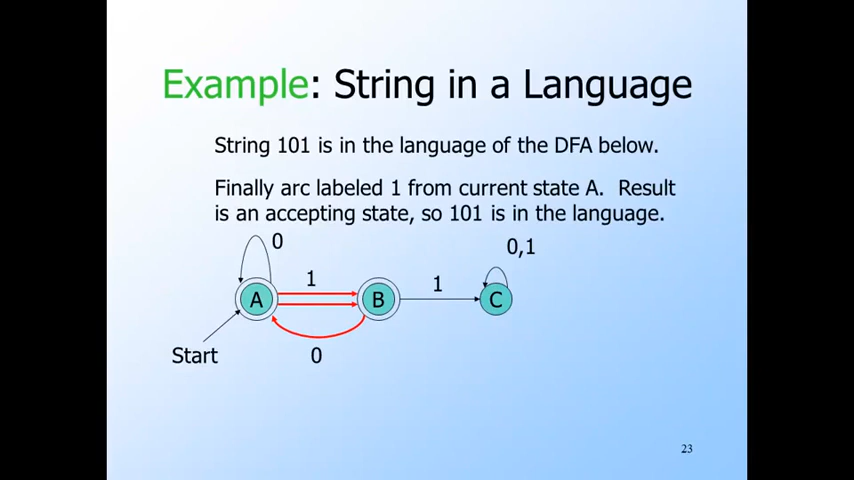 Example: String in a Language
String 101 is in the language of the DFA below.
Finally arc labeled 1 from current state A.  Result
is an accepting state, so 101 is in the language.
0
0,1
1
1
A
B
C
Start
0
23